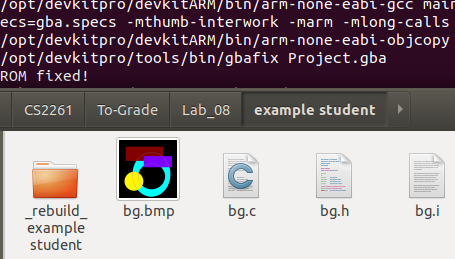 /opt/devkitpro/devkitARM/bin/arm-none-eabi-gcc main
ecs=gba.specs -mthumb-interwork -marm -mlong-calls
/opt/devkitpro/devkitARM/bin/arm-none-eabi-objcopy
/opt/devkitpro/tools/bin/gbafix Project.gba
ROM fixed!
CS2261 To-Grade Lab_08 example student
_rebuild_
example
student
bg.bmp
bg.c
bg.h
bg.i